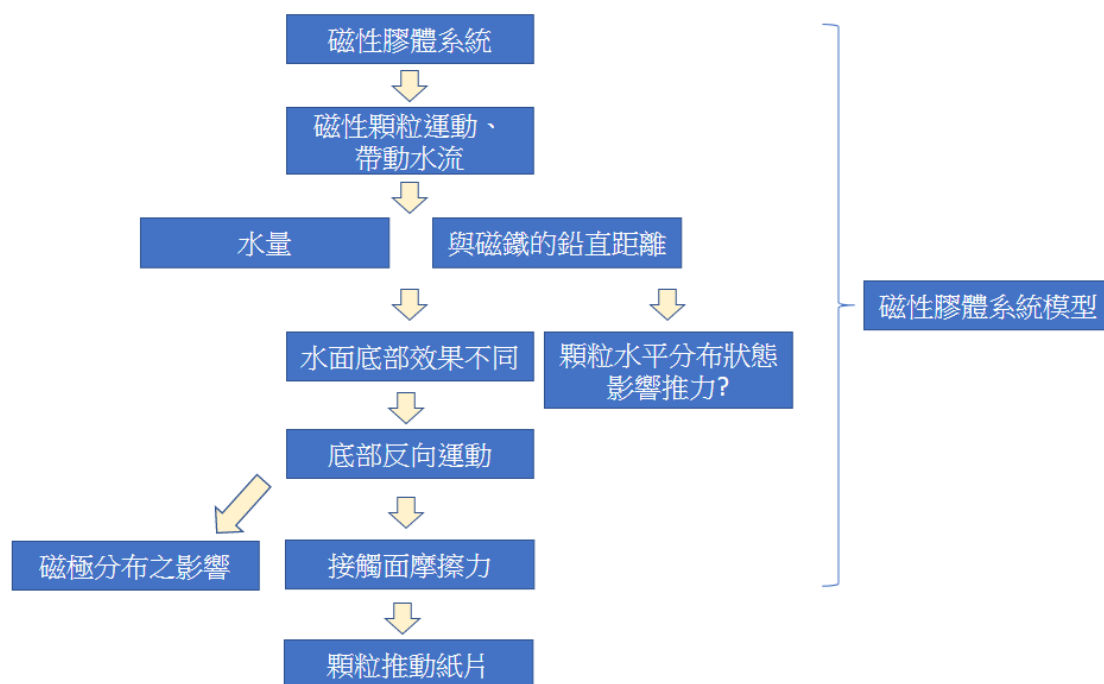 磁性膠體系統
磁性顆粒運動、
帶動水流
水量
與磁鐵的鉛直距離
磁性膠體系統模型
水面底部效果不同
顆粒水平分布狀態
影響推力?
底部反向運動
磁極分布之影響
接觸面摩擦力
顆粒推動紙片